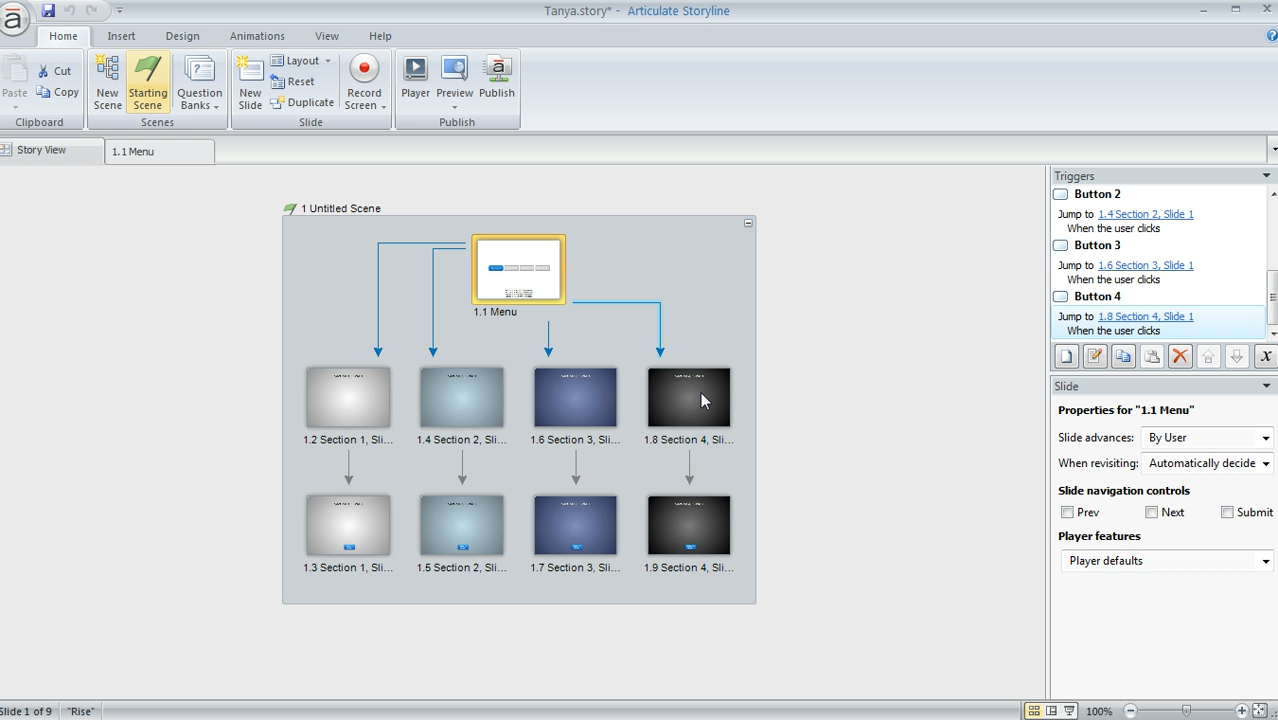 Tanya.story* - Articulate Storyline
Home Insert Design Animations View Help
Paste
Cut
Copy
Clipboard
New Scene
Starting Scene
Question Banks
Scenes
New Slide
Layout
Reset
Duplicate
Slide
Record Screen
Player
Preview
Publish
Publish
Story View
1.1 Menu
1 Untitled Scene
1.1 Menu
1.2 Section 1, Sli...
1.4 Section 2, Sli...
1.6 Section 3, Sli...
1.8 Section 4, Sli...
1.3 Section 1, Sli...
1.5 Section 2, Sli...
1.7 Section 3, Sli...
1.9 Section 4, Sli...
Triggers
Button 2
Jump to 1.4 Section 2, Slide 1
When the user clicks
Button 3
Jump to 1.6 Section 3, Slide 1
When the user clicks
Button 4
Jump to 1.8 Section 4, Slide 1
When the user clicks
x
Slide
Properties for "1.1 Menu"
Slide advances: By User
When revisiting: Automatically decide
Slide navigation controls
Prev Next Submit
Player features
Player defaults
Slide 1 of 9 "Rise" 100%